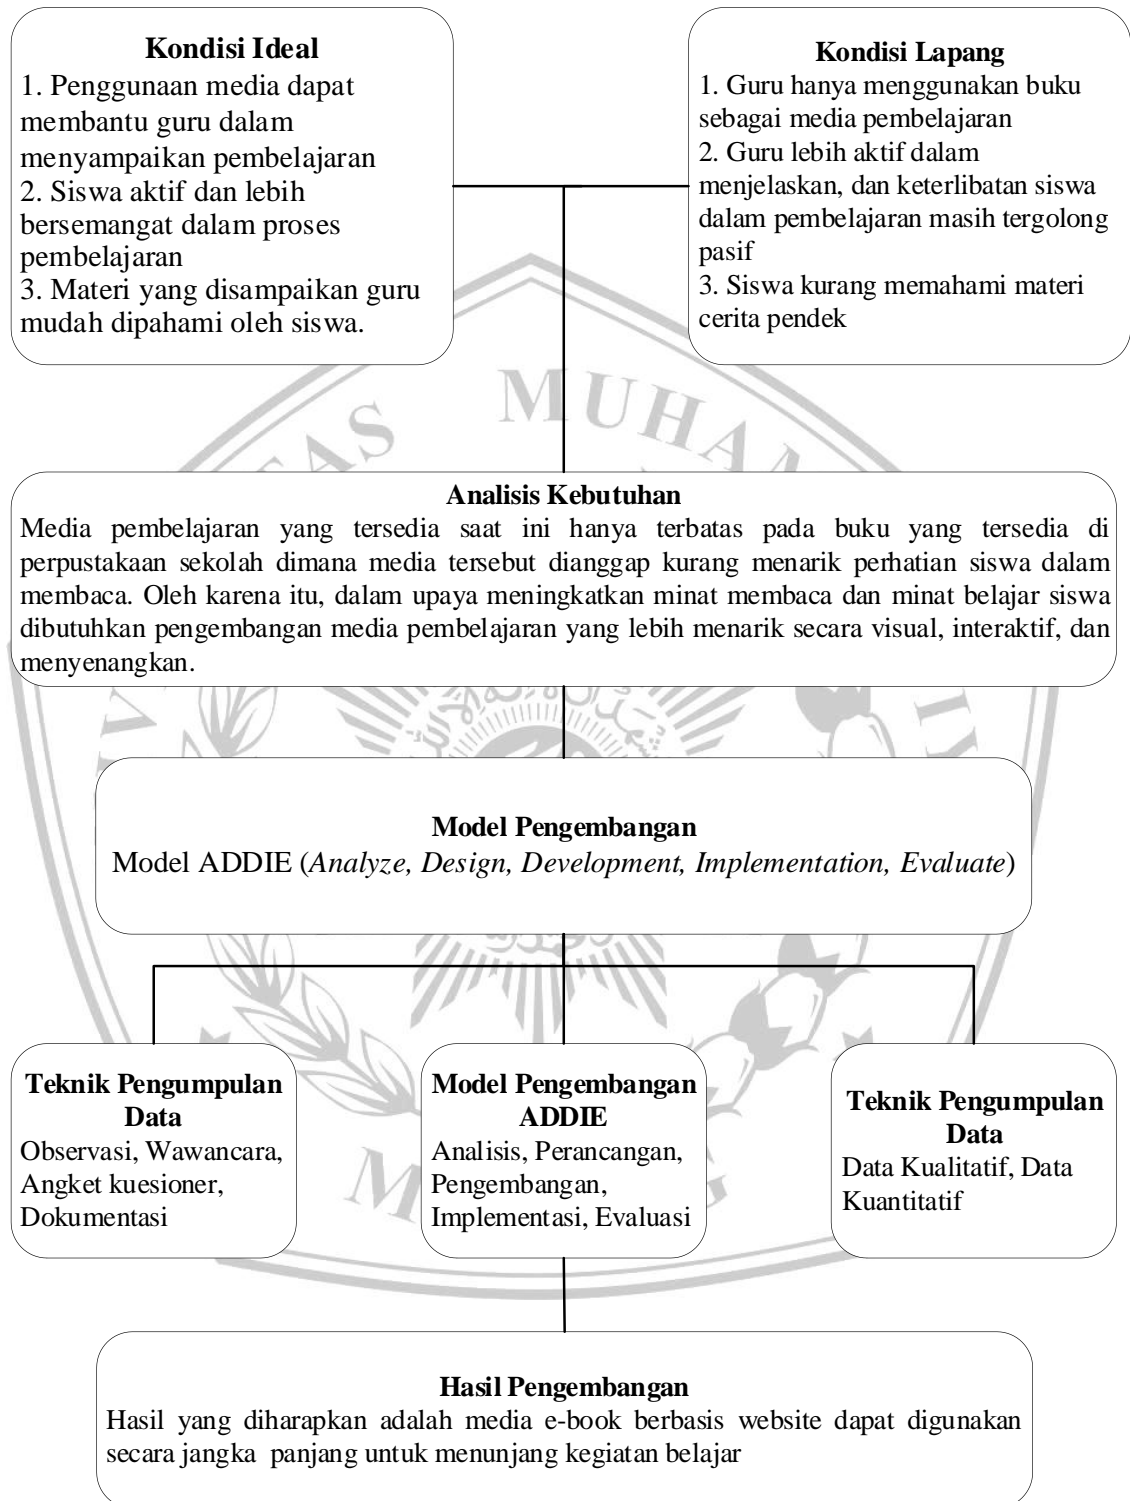 Kondisi Ideal
1. Penggunaan media dapat
membantu guru dalam
menyampaikan pembelajaran
2. Siswa aktif dan lebih
bersemangat dalam proses
pembelajaran
3. Materi yang disampaikan guru
mudah dipahami oleh siswa.
Kondisi Lapang
1. Guru hanya menggunakan buku
sebagai media pembelajaran
2. Guru lebih aktif dalam
menjelaskan, dan keterlibatan siswa
dalam pembelajaran masih tergolong
pasif
3. Siswa kurang memahami materi
cerita pendek
MUHAM
TAS
Analisis Kebutuhan
Media pembelajaran yang tersedia saat ini hanya terbatas pada buku yang tersedia di
perpustakaan sekolah dimana media tersebut dianggap kurang menarik perhatian siswa dalam
membaca. Oleh karena itu, dalam upaya meningkatkan minat membaca dan minat belajar siswa
dibutuhkan pengembangan media pembelajaran yang lebih menarik secara visual, interaktif, dan
menyenangkan.
Model Pengembangan
Model ADDIE (Analyze, Design, Development, Implementation, Evaluate)
Teknik Pengumpulan
Data
Observasi, Wawancara,
Angket kuesioner,
Dokumentasi
Model Pengembangan
ADDIE
Analisis, Perancangan,
Pengembangan,
Implementasi, Evaluasi
Teknik Pengumpulan
Data
Data Kualitatif, Data
Kuantitatif
Hasil Pengembangan
Hasil yang diharapkan adalah media e-book berbasis website dapat digunakan
secara jangka panjang untuk menunjang kegiatan belajar